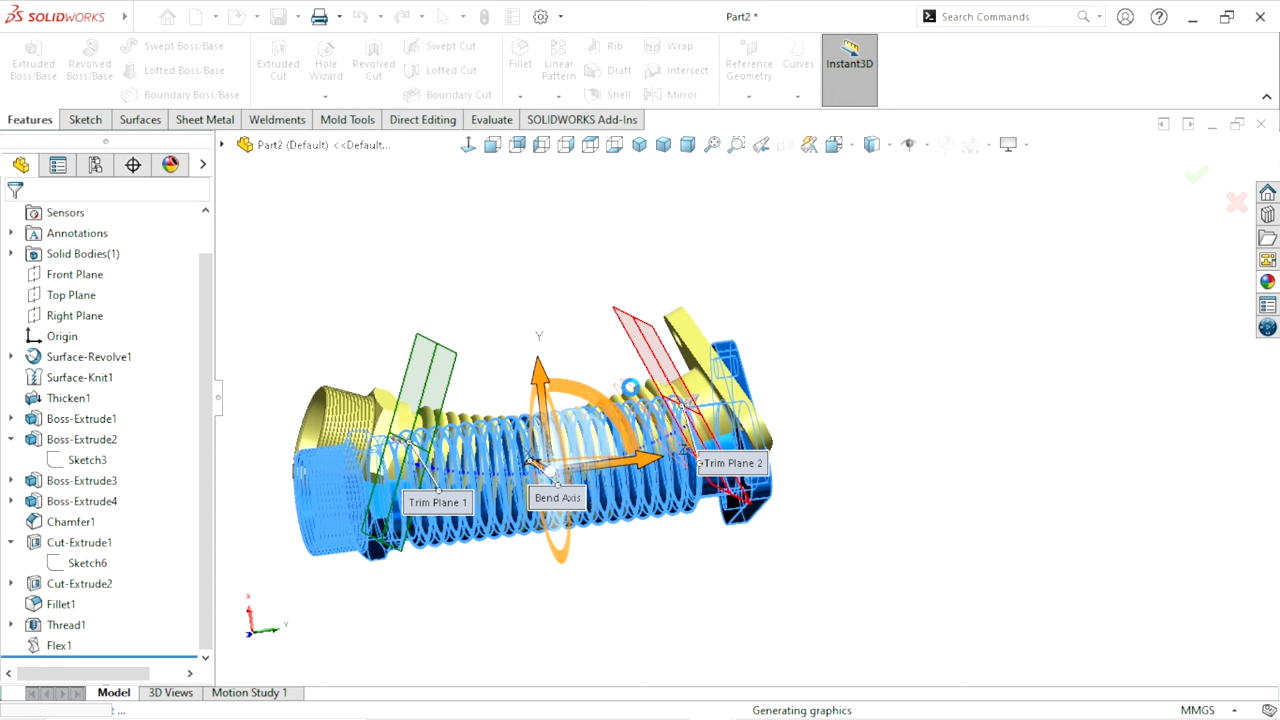 SOLIDWORKS
Part2 *
Search Commands
Extruded Boss/Base
Revolved Boss/Base
Swept Boss/Base
Lofted Boss/Base
Boundary Boss/Base
Extruded Cut
Hole Wizard
Revolved Cut
Swept Cut
Lofted Cut
Boundary Cut
Fillet
Linear Pattern
Rib
Draft
Shell
Wrap
Intersect
Mirror
Reference Geometry
Curves
Instant3D
Features
Sketch
Surfaces
Sheet Metal
Weldments
Mold Tools
Direct Editing
Evaluate
SOLIDWORKS Add-Ins
Part2 (Default) <<Default...
Sensors
Annotations
Solid Bodies(1)
Front Plane
Top Plane
Right Plane
Origin
Surface-Revolve1
Surface-Knit1
Thicken1
Boss-Extrude1
Boss-Extrude2
Sketch3
Boss-Extrude3
Boss-Extrude4
Chamfer1
Cut-Extrude1
Sketch6
Cut-Extrude2
Fillet1
Thread1
Flex1
Y
Z
Trim Plane 1
Bend Axis
Trim Plane 2
X
Y
Z
Model
3D Views
Motion Study 1
Generating graphics
MMGS